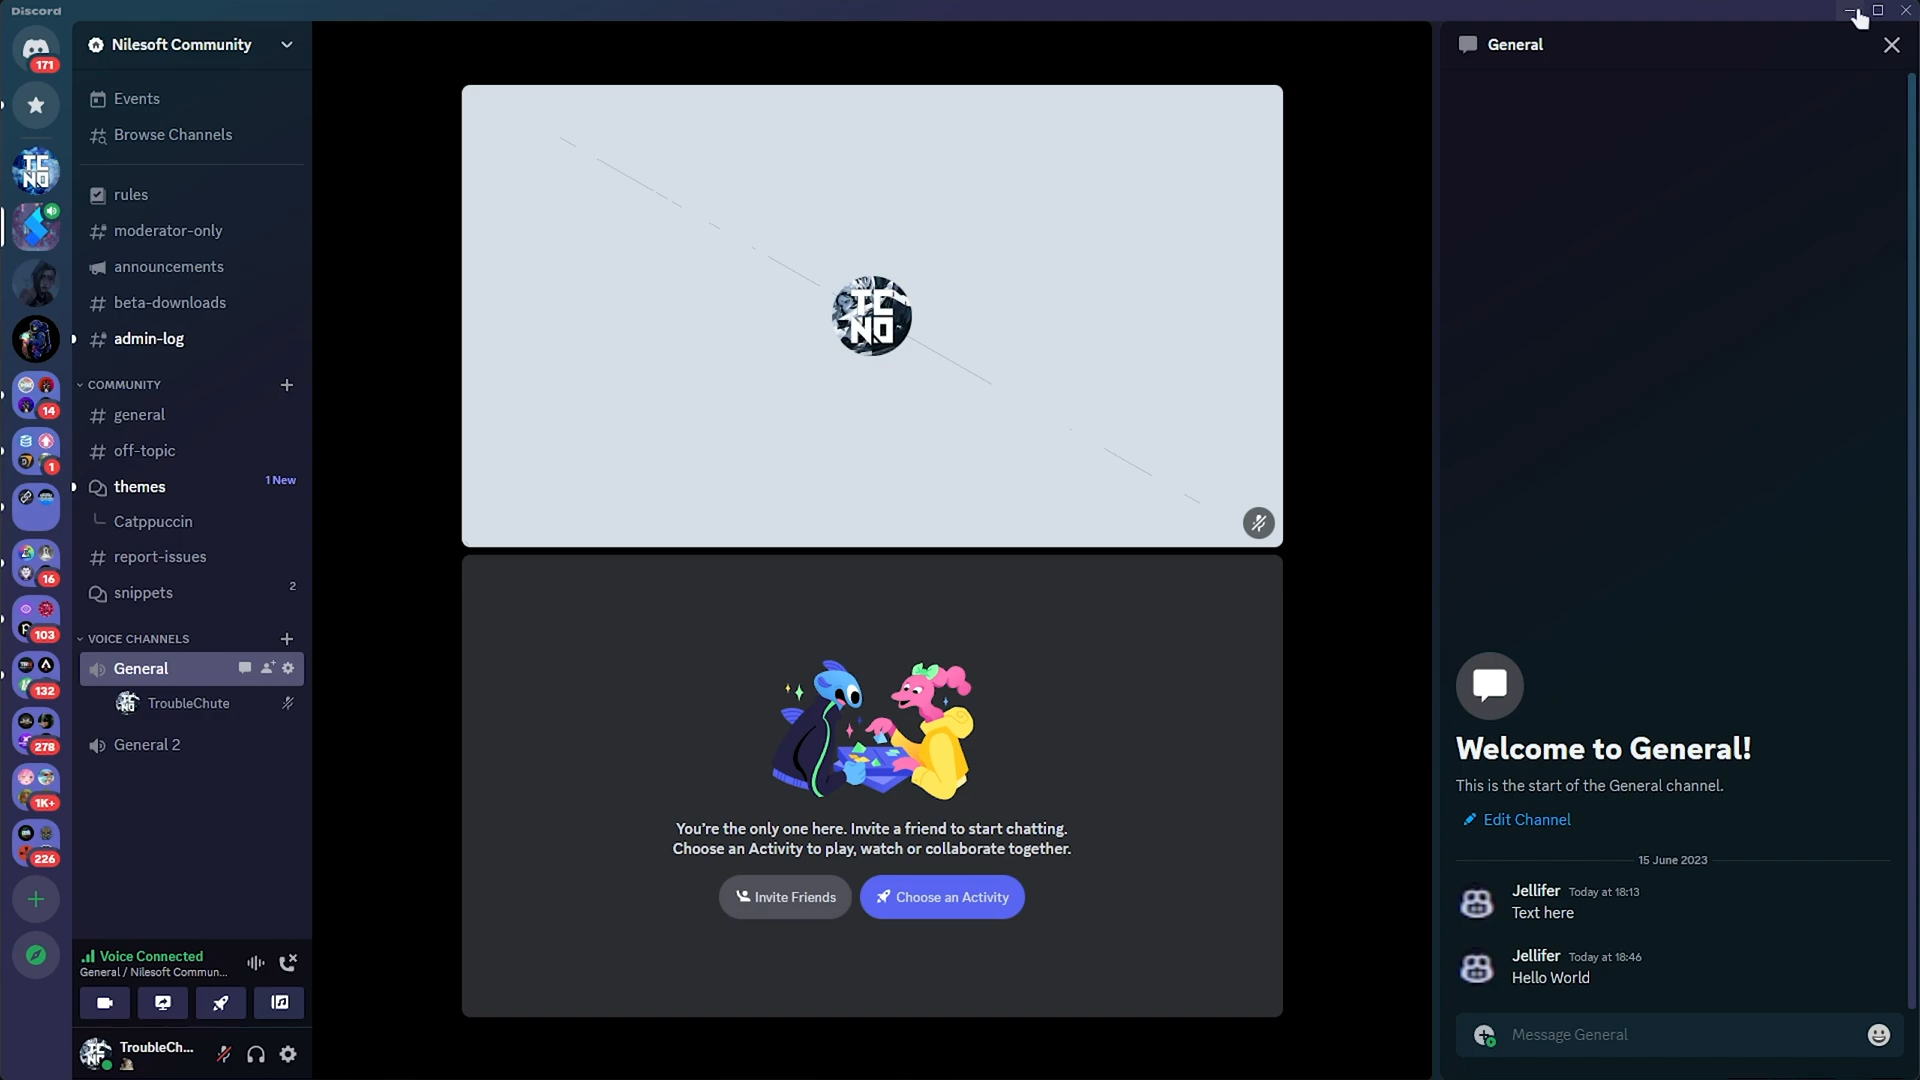 Discord
171
TC
NO
14
1
16
103
132
278
1K+
226
Nilesoft Community
Events
Browse Channels
rules
moderator-only
announcements
beta-downloads
admin-log
COMMUNITY
general
off-topic
themes 1 New
Catppuccin
report-issues
snippets 2
VOICE CHANNELS
General
TroubleChute
General 2
Voice Connected
General / Nilesoft Commun...
TroubleCh...
TC
NO
You're the only one here. Invite a friend to start chatting.
Choose an Activity to play, watch or collaborate together.
Invite Friends
Choose an Activity
General
Welcome to General!
This is the start of the General channel.
Edit Channel
15 June 2023
Jellifer Today at 18:13
Text here
Jellifer Today at 18:46
Hello World
Message General